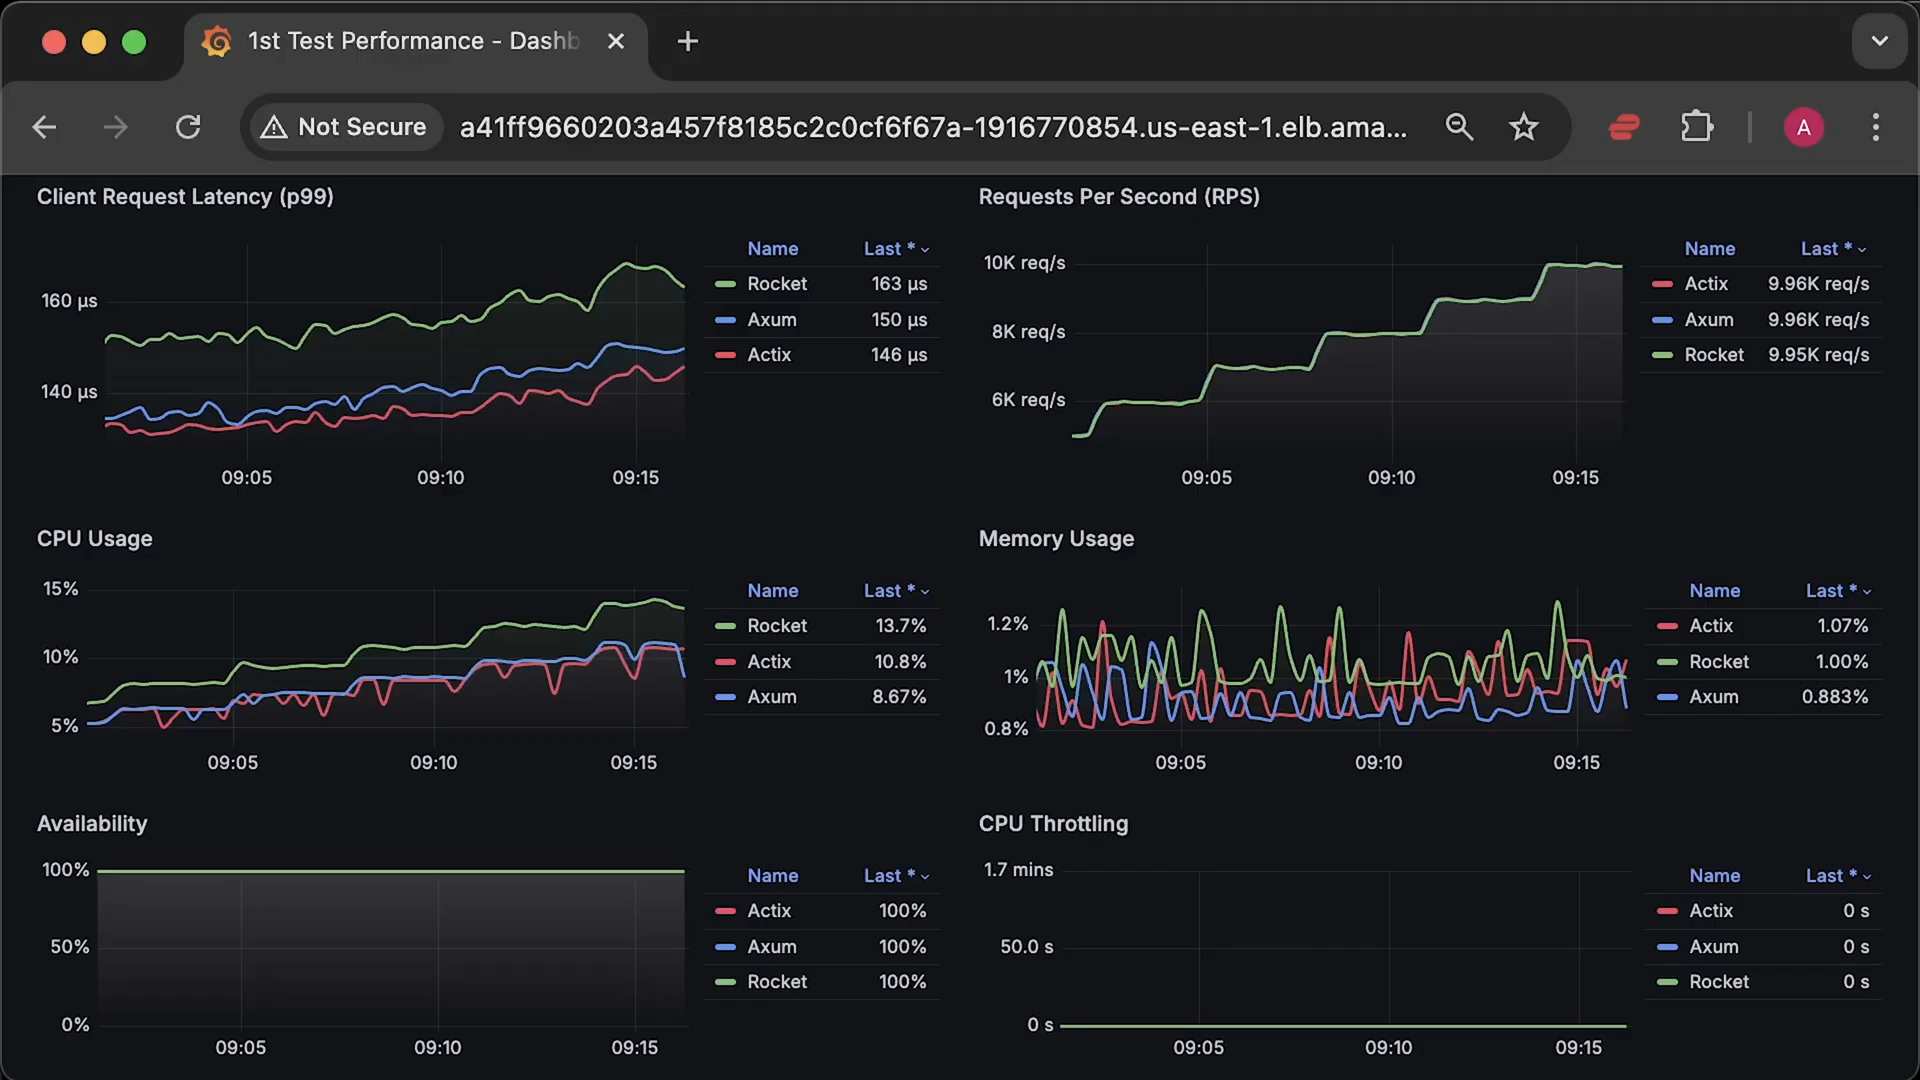 1st Test Performance - Dashb
Not Secure
a41ff9660203a457f8185c2c0cf6f67a-1916770854.us-east-1.elb.ama...
A
Client Request Latency (p99)
160 µs
140 µs
09:05 09:10 09:15
Name Last *
Rocket 163 µs
Axum 150 µs
Actix 146 µs
Requests Per Second (RPS)
10K req/s
8K req/s
6K req/s
09:05 09:10 09:15
Name Last *
Actix 9.96K req/s
Axum 9.96K req/s
Rocket 9.95K req/s
CPU Usage
15%
10%
5%
09:05 09:10 09:15
Name Last *
Rocket 13.7%
Actix 10.8%
Axum 8.67%
Memory Usage
1.2%
1%
0.8%
09:05 09:10 09:15
Name Last *
Actix 1.07%
Rocket 1.00%
Axum 0.883%
Availability
100%
50%
0%
09:05 09:10 09:15
Name Last *
Actix 100%
Axum 100%
Rocket 100%
CPU Throttling
1.7 mins
50.0 s
0 s
09:05 09:10 09:15
Name Last *
Actix 0 s
Axum 0 s
Rocket 0 s